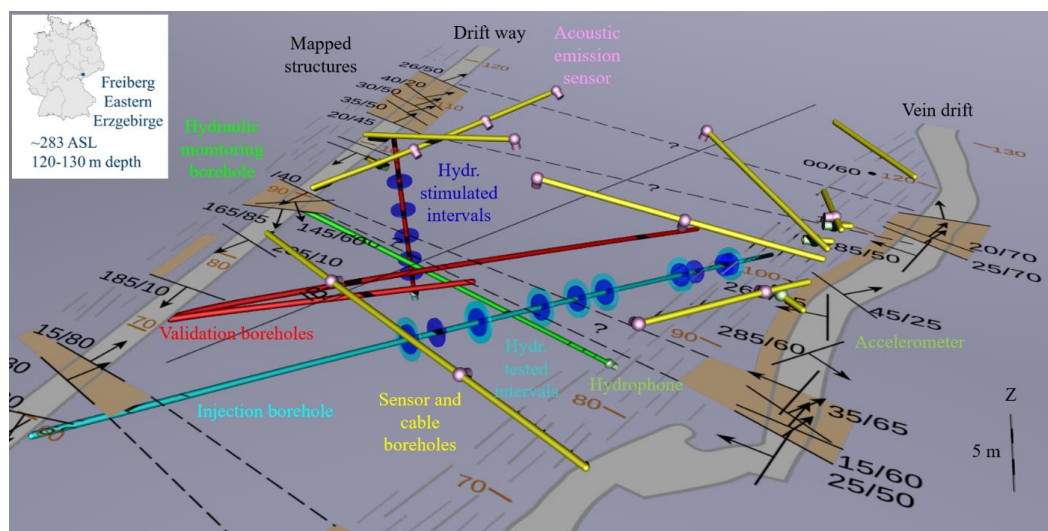 Freiberg
Eastern
Erzgebirge
~283 ASL
120-130 m depth
Mapped
structures
Drift way
Acoustic
emission
sensor
Vein drift
26/50
120
40/20
30/50
110
35/50
20/45
Hydraulic
monitoring
borehole
Hydr.
stimulated
intervals
?
?
130
00/60
120
/40
90
165/85
145/60
80
185/10
70
Validation boreholes
15/80
Injection borehole
Sensor and
cable
boreholes
Hydr.
tested
intervals
?
Hydrophone
Accelerometer
100
85/50
20/70
25/70
45/25
90
285/60
80
35/65
15/60
25/50
70
Z
5 m